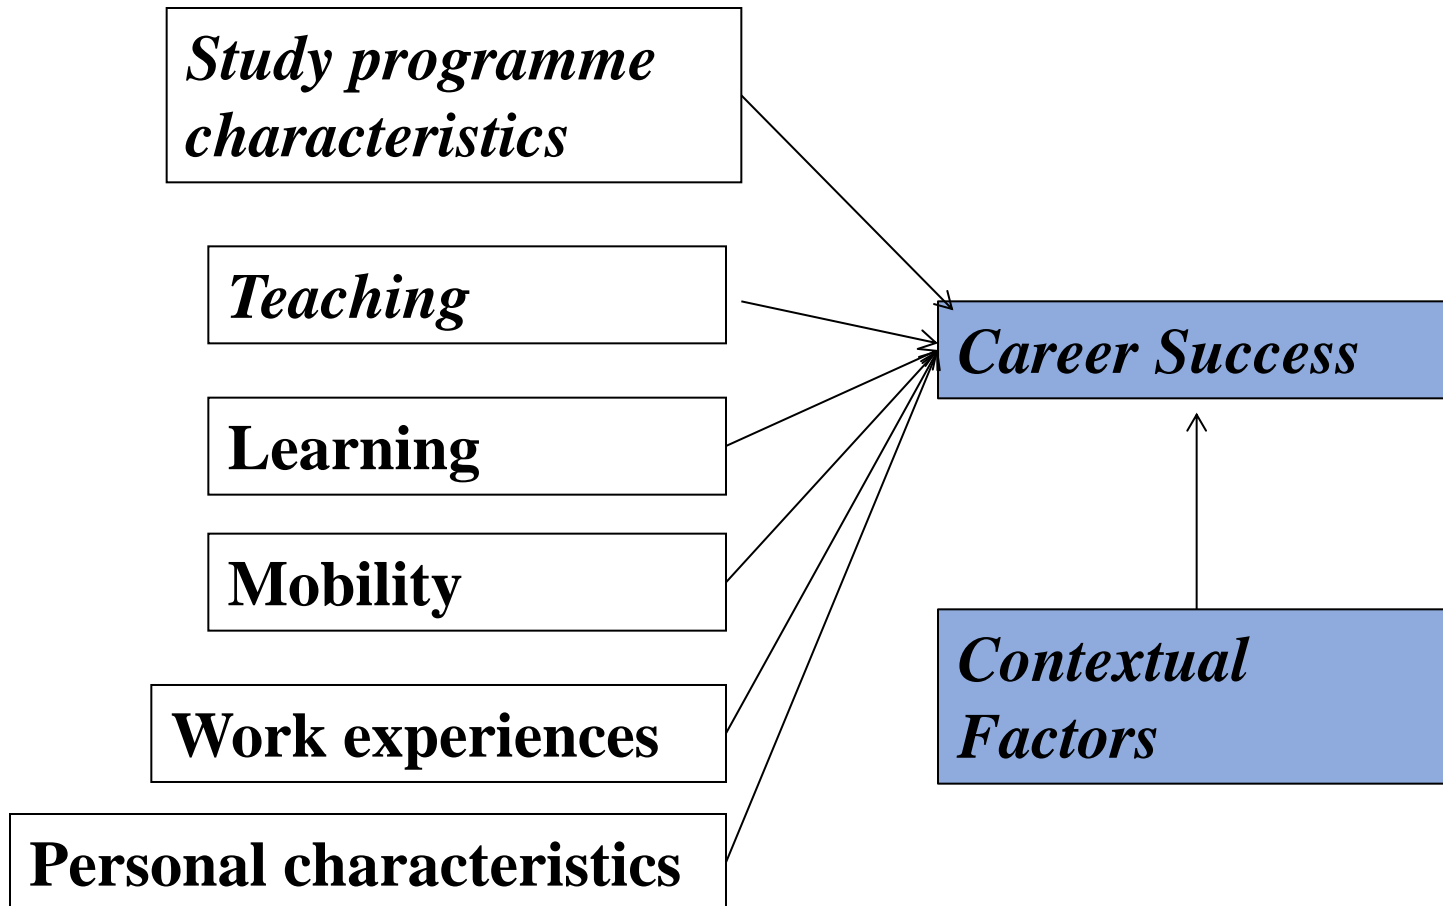 Study programme
characteristics
Teaching
Learning
Mobility
Work experiences
Personal characteristics
Career Success
Contextual
Factors